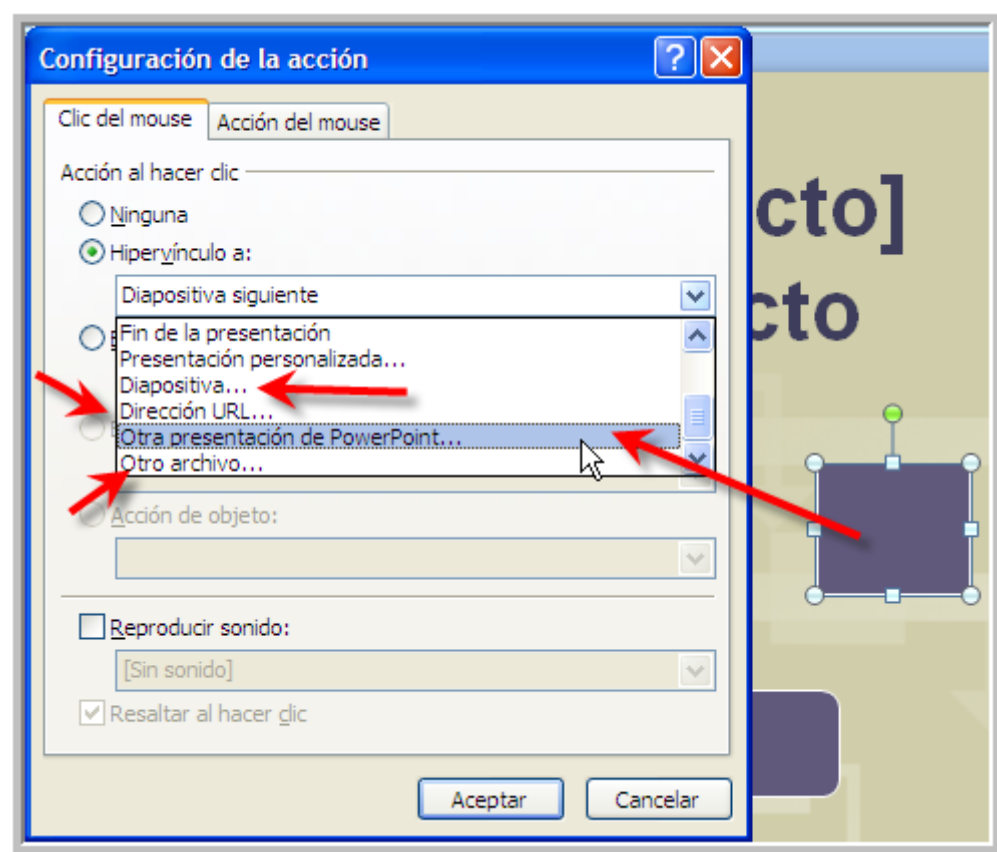 Configuración de la acción
Clic del mouse
Acción del mouse
Acción al hacer clic
Ninguna
Hipervínculo a:
Diapositiva siguiente
Fin de la presentación
Presentación personalizada...
Diapositiva...
Dirección URL...
Otra presentación de PowerPoint...
Otro archivo...
Acción de objeto:
Reproducir sonido:
[Sin sonido]
Resaltar al hacer clic
Aceptar
Cancelar
cto]
cto